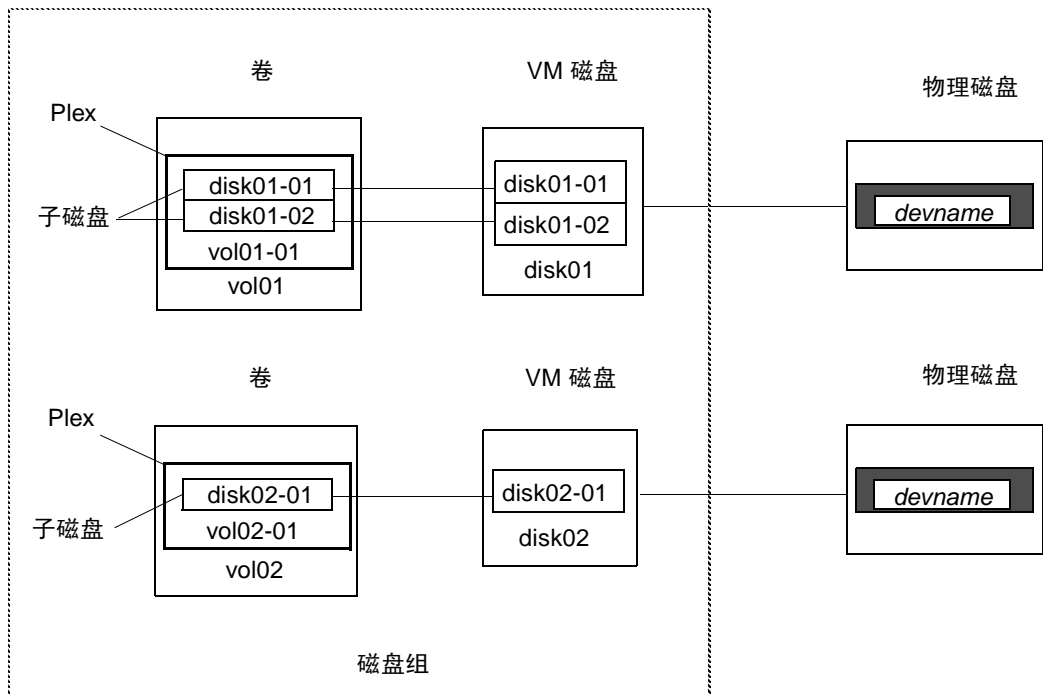 卷
VM 磁盘
物理磁盘
Plex
disk01-01
disk01-02
子磁盘
vol01-01
vol01
disk01-01
disk01-02
disk01
devname
卷
VM 磁盘
物理磁盘
Plex
disk02-01
子磁盘
vol02-01
vol02
disk02-01
disk02
devname
磁盘组